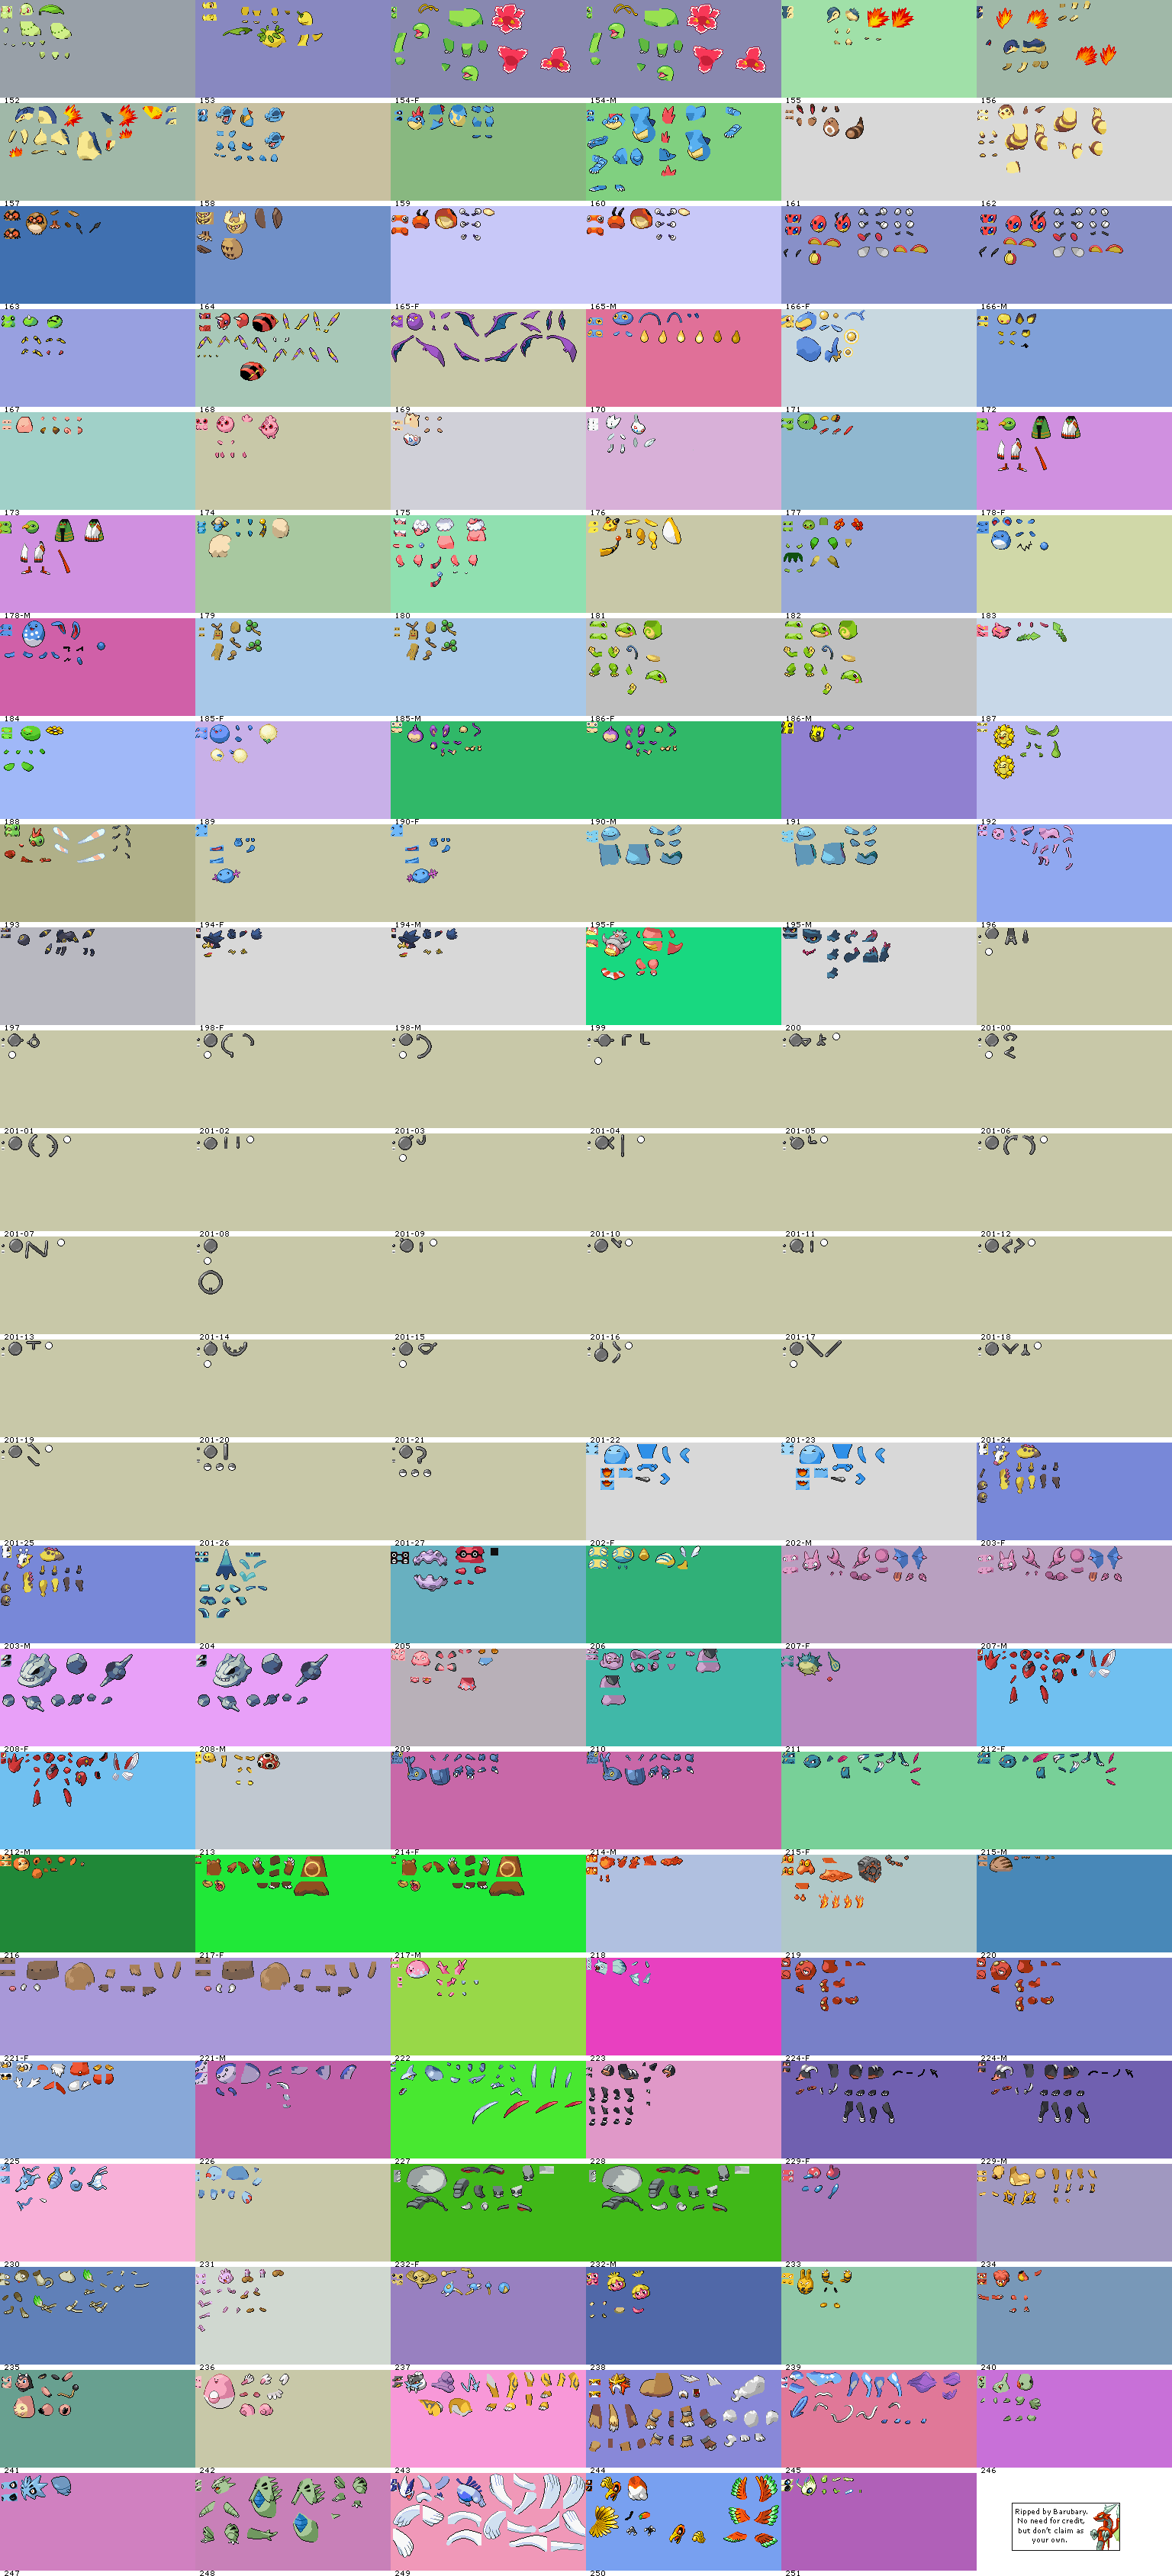 152 153 154-F 154-M 155 156
157 158 159 160 161 162
163 164 165-F 165-M 166-F 166-M
167 168 169 170 171 172
173 174 175 176 177 178-F
178-M 179 180 181 182 183
184 185-F 185-M 186-F 186-M 187
188 189 190-F 190-M 191 192
193 194-F 194-M 195-F 195-M 196
197 198-F 198-M 199 200 201-00
201-01 201-02 201-03 201-04 201-05 201-06
201-07 201-08 201-09 201-10 201-11 201-12
201-13 201-14 201-15 201-16 201-17 201-18
201-19 201-20 201-21 201-22 201-23 201-24
201-25 201-26 201-27 202-F 202-M 203-F
203-M 204 205 206 207-F 207-M
208-F 208-M 209 210 211 212-F
212-M 213 214-F 214-M 215-F 215-M
216 217-F 217-M 218 219 220
221-F 221-M 222 223 224-F 224-M
225 226 227 228 229-F 229-M
230 231 232-F 232-M 233 234
235 236 237 238 239 240
241 242 243 244 245 246
Ripped by Barubary.
No need for credit,
but don't claim as
your own.
247 248 249 250 251